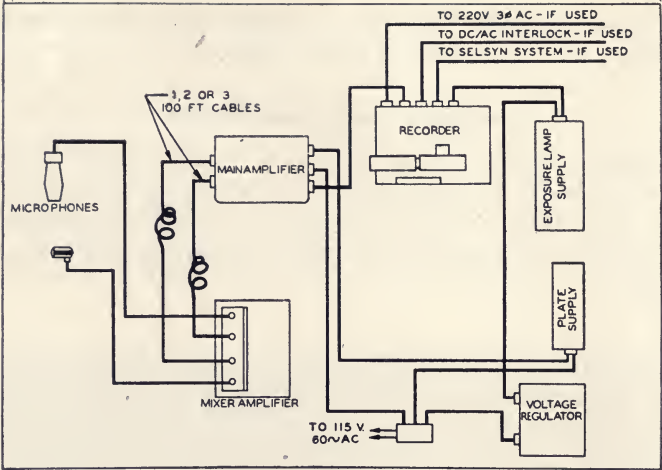 TO 220V 3ø AC - IF USED
TO DC/AC INTERLOCK - IF USED
TO SELSYN SYSTEM - IF USED
1, 2 OR 3
100 FT CABLES
RECORDER
MAIN AMPLIFIER
EXPOSURE LAMP
SUPPLY
MICROPHONES
PLATE
SUPPLY
MIXER AMPLIFIER
VOLTAGE
REGULATOR
TO 115 V.
60~AC